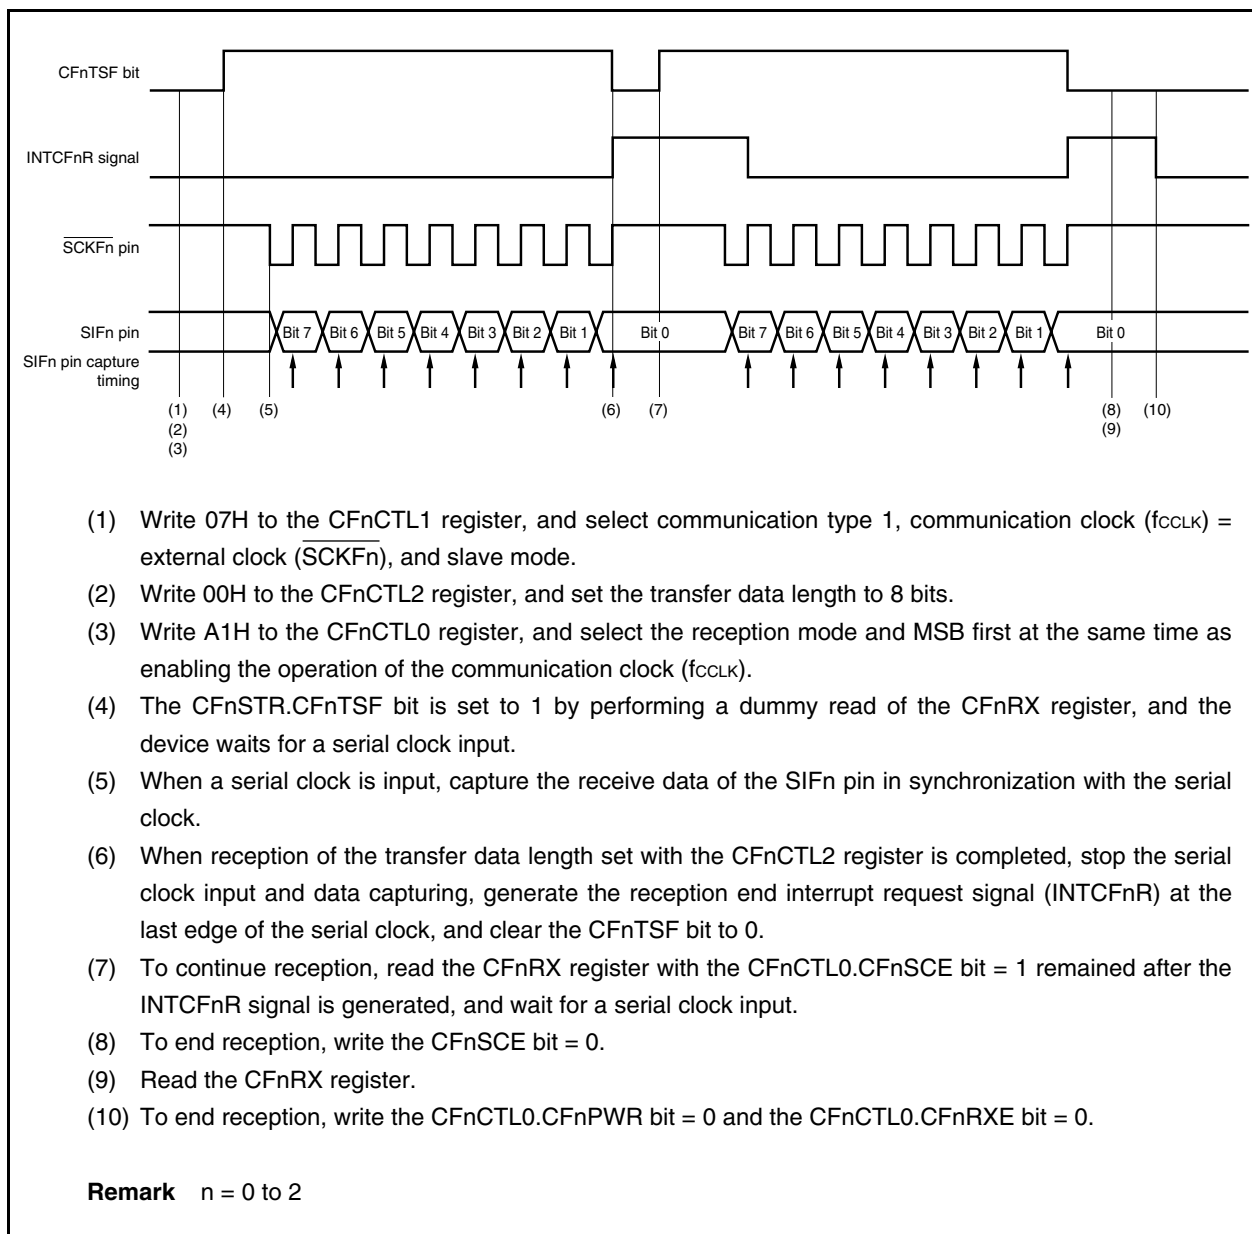 CFnTSF bit
INTCFnR signal
SCKFn pin
SIFn pin
Bit 7 Bit 6 Bit 5 Bit 4 Bit 3 Bit 2 Bit 1 Bit 0 Bit 7 Bit 6 Bit 5 Bit 4 Bit 3 Bit 2 Bit 1 Bit 0
SIFn pin capture
timing
(1) (4) (5) (6) (7) (8) (10)
(2) (9)
(3)
(1) Write 07H to the CFnCTL1 register, and select communication type 1, communication clock (fCCLK) =
external clock (SCKFn), and slave mode.
(2) Write 00H to the CFnCTL2 register, and set the transfer data length to 8 bits.
(3) Write A1H to the CFnCTL0 register, and select the reception mode and MSB first at the same time as
enabling the operation of the communication clock (fCCLK).
(4) The CFnSTR.CFnTSF bit is set to 1 by performing a dummy read of the CFnRX register, and the
device waits for a serial clock input.
(5) When a serial clock is input, capture the receive data of the SIFn pin in synchronization with the serial
clock.
(6) When reception of the transfer data length set with the CFnCTL2 register is completed, stop the serial
clock input and data capturing, generate the reception end interrupt request signal (INTCFnR) at the
last edge of the serial clock, and clear the CFnTSF bit to 0.
(7) To continue reception, read the CFnRX register with the CFnCTL0.CFnSCE bit = 1 remained after the
INTCFnR signal is generated, and wait for a serial clock input.
(8) To end reception, write the CFnSCE bit = 0.
(9) Read the CFnRX register.
(10) To end reception, write the CFnCTL0.CFnPWR bit = 0 and the CFnCTL0.CFnRXE bit = 0.
Remark n = 0 to 2